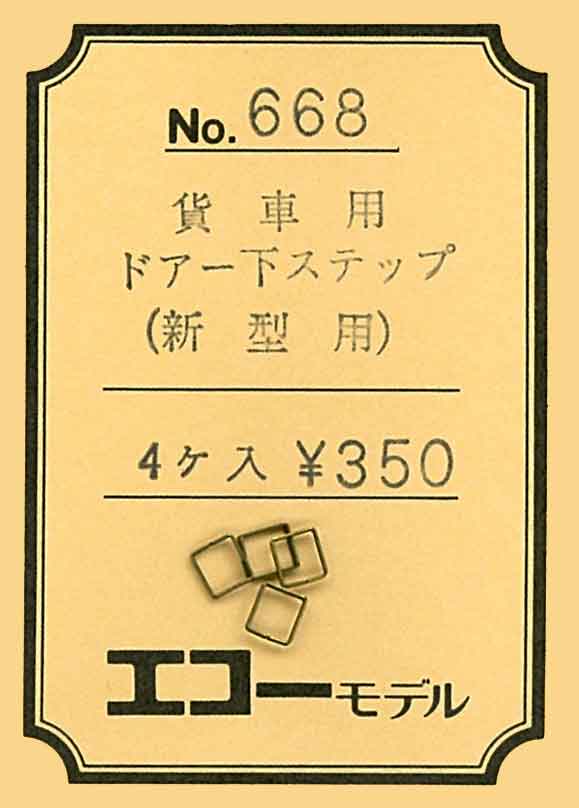 No. 668
貨車用
ドアー下ステップ
(新型用)
4ケ入 ¥350
エコーモデル